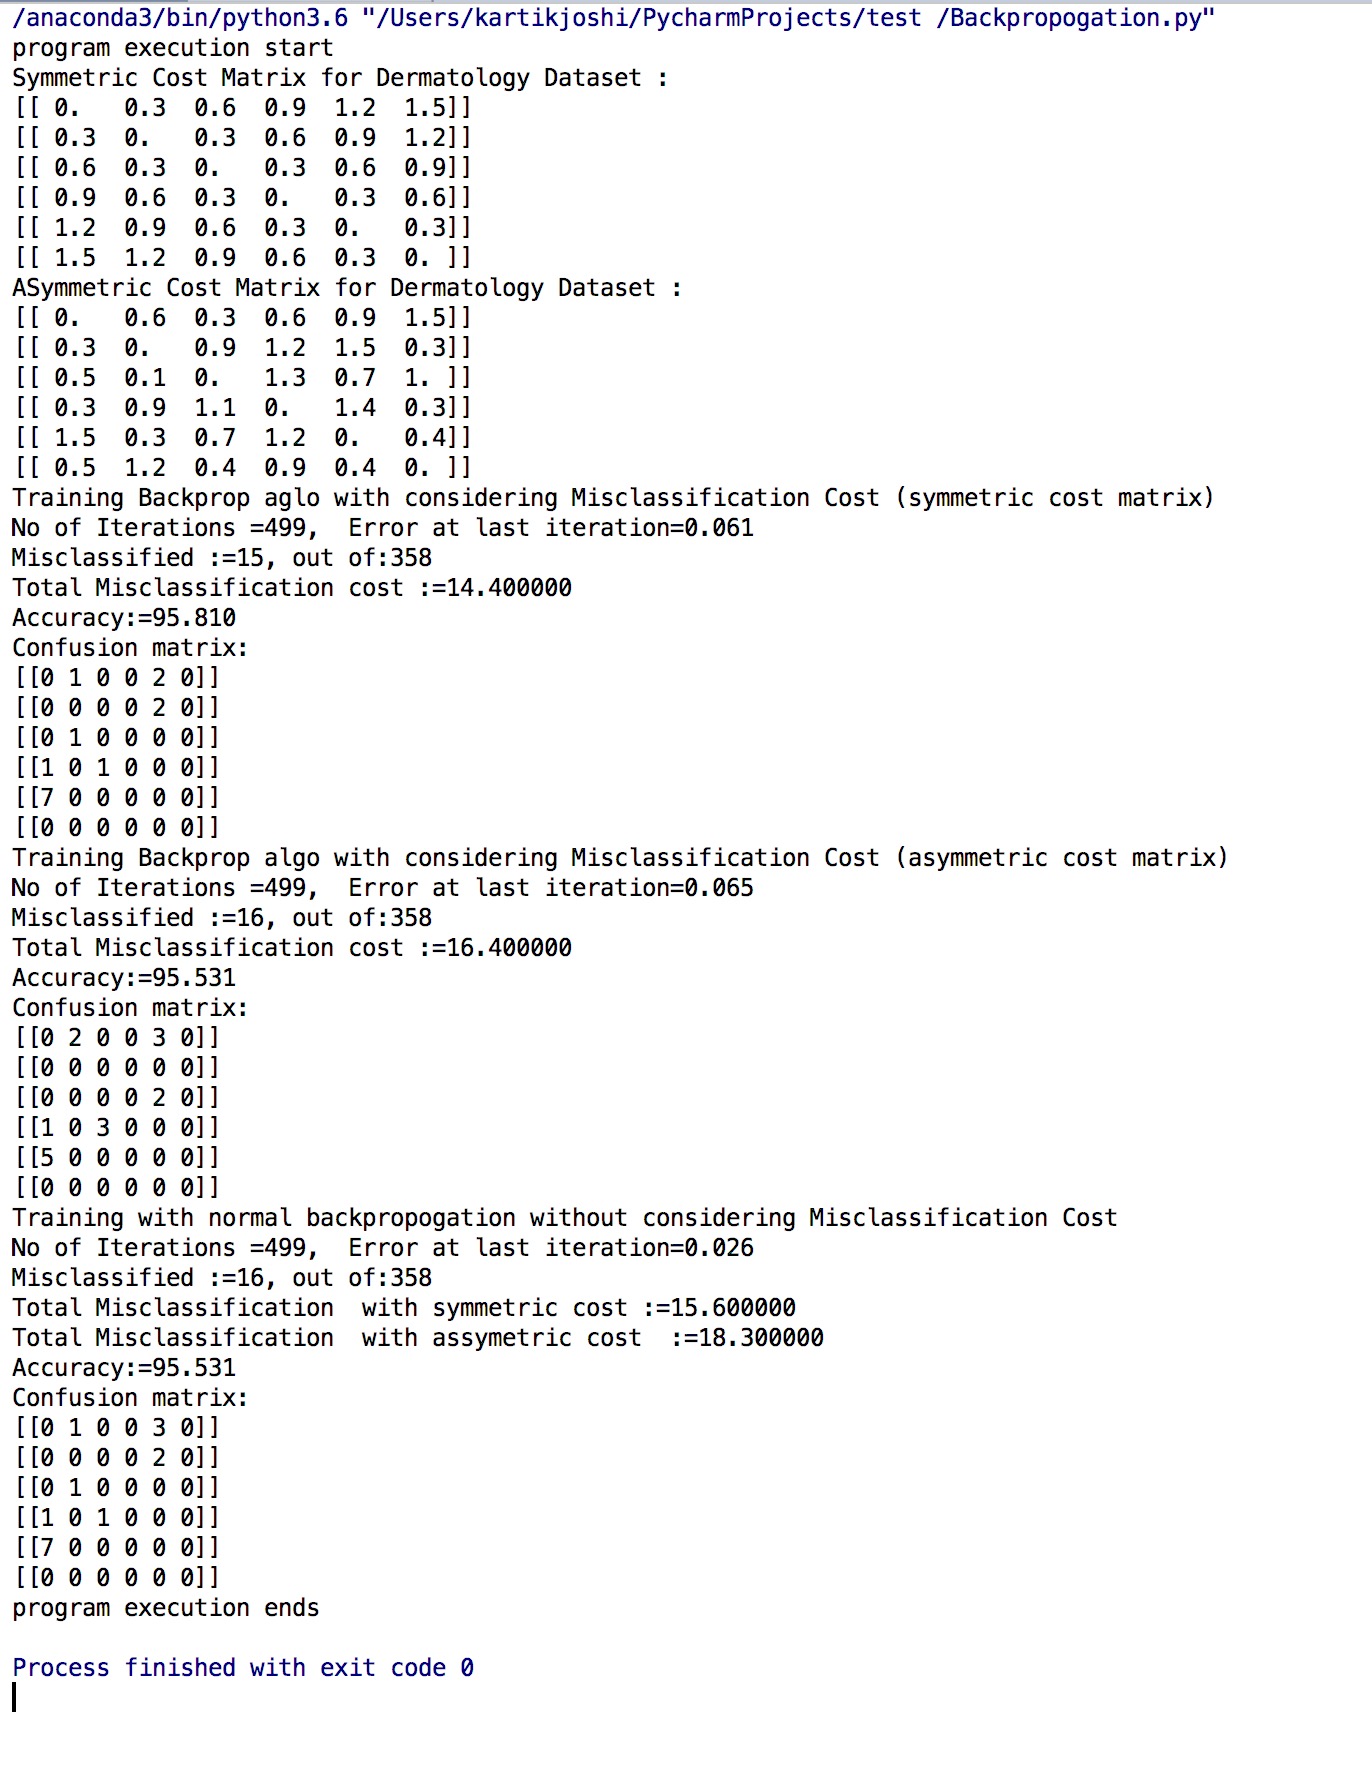 /anaconda3/bin/python3.6 "/Users/kartikjoshi/PycharmProjects/test /Backpropogation.py"
program execution start
Symmetric Cost Matrix for Dermatology Dataset :
[[ 0.   0.3  0.6  0.9  1.2  1.5]]
[[ 0.3  0.   0.3  0.6  0.9  1.2]]
[[ 0.6  0.3  0.   0.3  0.6  0.9]]
[[ 0.9  0.6  0.3  0.   0.3  0.6]]
[[ 1.2  0.9  0.6  0.3  0.   0.3]]
[[ 1.5  1.2  0.9  0.6  0.3  0. ]]
ASymmetric Cost Matrix for Dermatology Dataset :
[[ 0.   0.6  0.3  0.6  0.9  1.5]]
[[ 0.3  0.   0.9  1.2  1.5  0.3]]
[[ 0.5  0.1  0.   1.3  0.7  1. ]]
[[ 0.3  0.9  1.1  0.   1.4  0.3]]
[[ 1.5  0.3  0.7  1.2  0.   0.4]]
[[ 0.5  1.2  0.4  0.9  0.4  0. ]]
Training Backprop aglo with considering Misclassification Cost (symmetric cost matrix)
No of Iterations =499,  Error at last iteration=0.061
Misclassified :=15, out of:358
Total Misclassification cost :=14.400000
Accuracy:=95.810
Confusion matrix:
[[0 1 0 0 2 0]]
[[0 0 0 0 2 0]]
[[0 1 0 0 0 0]]
[[1 0 1 0 0 0]]
[[7 0 0 0 0 0]]
[[0 0 0 0 0 0]]
Training Backprop algo with considering Misclassification Cost (asymmetric cost matrix)
No of Iterations =499,  Error at last iteration=0.065
Misclassified :=16, out of:358
Total Misclassification cost :=16.400000
Accuracy:=95.531
Confusion matrix:
[[0 2 0 0 3 0]]
[[0 0 0 0 0 0]]
[[0 0 0 0 2 0]]
[[1 0 3 0 0 0]]
[[5 0 0 0 0 0]]
[[0 0 0 0 0 0]]
Training with normal backpropogation without considering Misclassification Cost
No of Iterations =499,  Error at last iteration=0.026
Misclassified :=16, out of:358
Total Misclassification  with symmetric cost :=15.600000
Total Misclassification  with assymetric cost  :=18.300000
Accuracy:=95.531
Confusion matrix:
[[0 1 0 0 3 0]]
[[0 0 0 0 2 0]]
[[0 1 0 0 0 0]]
[[1 0 1 0 0 0]]
[[7 0 0 0 0 0]]
[[0 0 0 0 0 0]]
program execution ends
Process finished with exit code 0